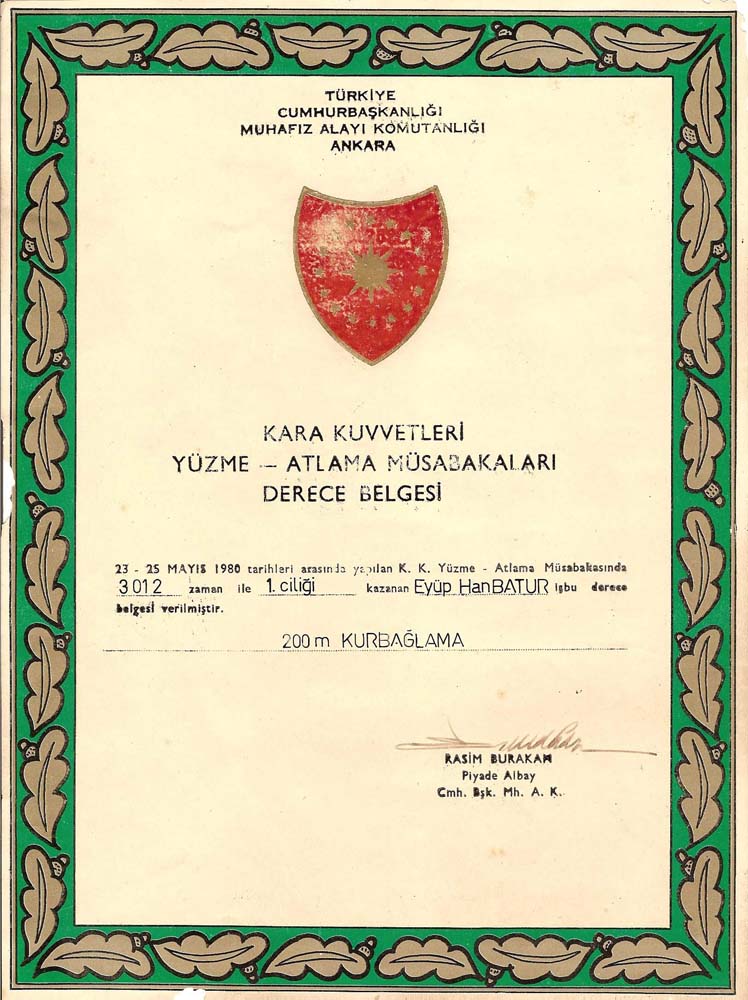 TÜRKİYE
CUMHURBAŞKANLIĞI
MUHAFIZ ALAYI KOMUTANLIĞI
ANKARA
KARA KUVVETLERİ
YÜZME - ATLAMA MÜSABAKALARI
DERECE BELGESİ
23 - 25 MAYIS 1980 tarihleri arasında yapılan K. K. Yüzme - Atlama Müsabakasında
3 012 zaman ile 1. ciliği kazanan Eyüp Han BATUR işbu derece
belgesi verilmiştir.
200 m KURBAĞLAMA
RASİM BURAKAN
Piyade Albay
Cmh. Bşk. Mh. A. K.